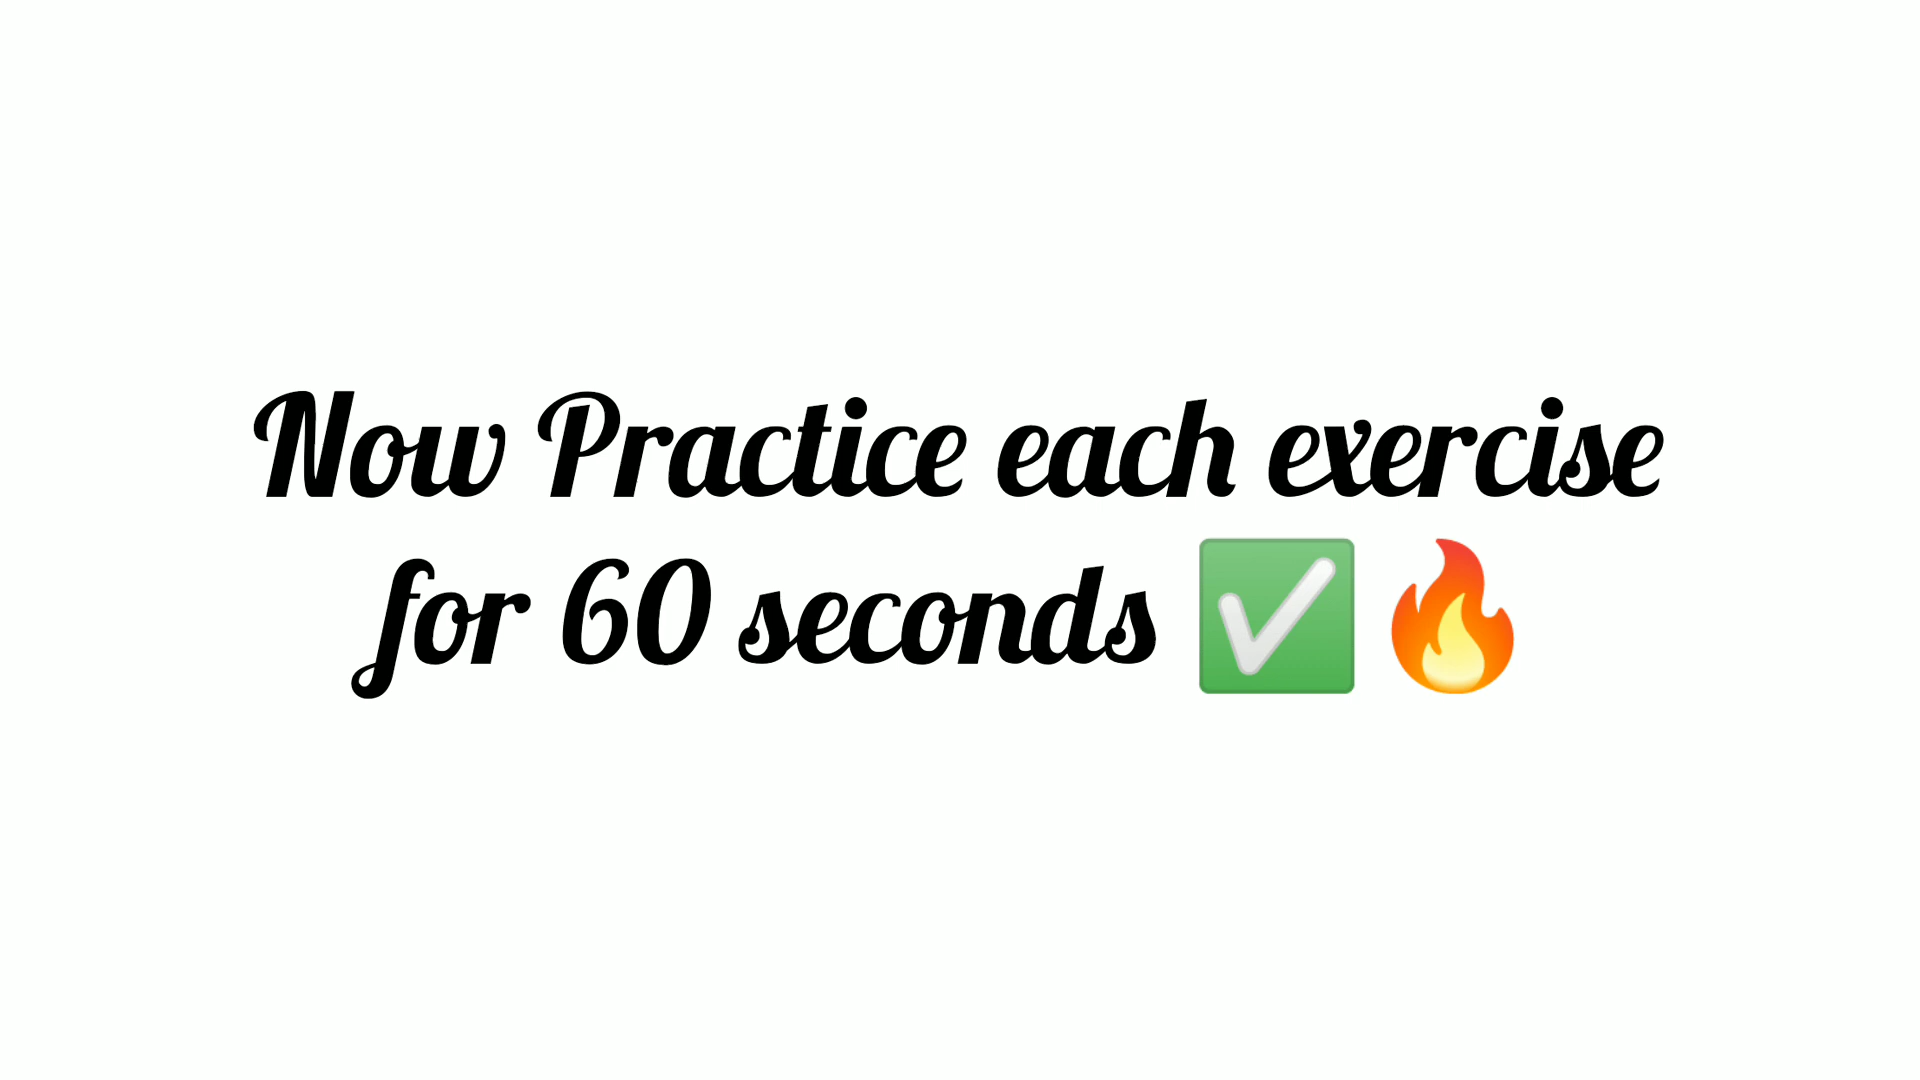 Now Practice each exercise
for 60 seconds ✅ 🔥